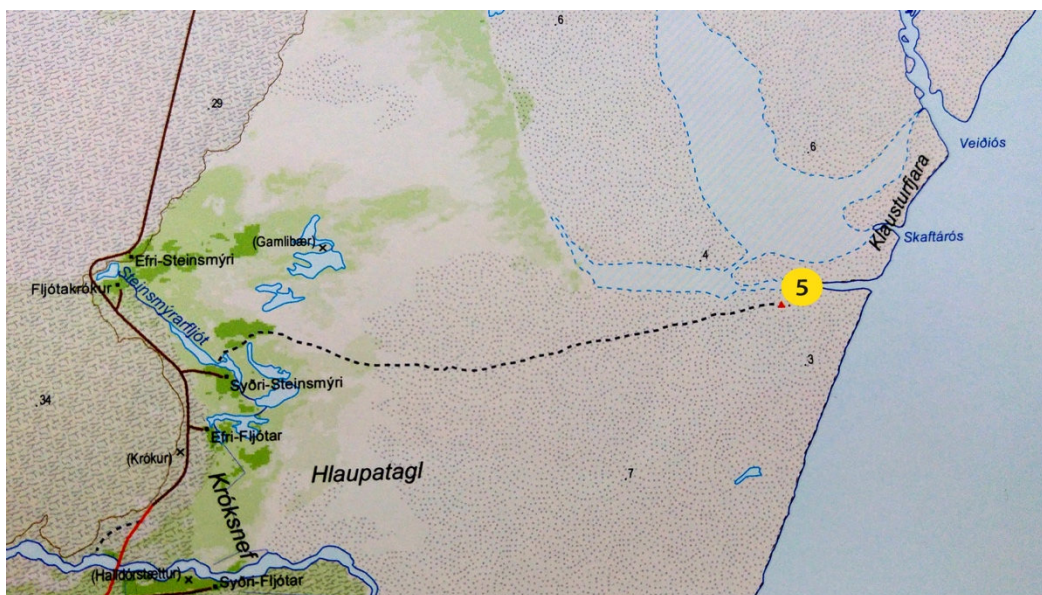 .6
.29
.6
Veiðiós
Klausturfjara
Skaftárós
(Gamlibær)
.4
Efri-Steinsmýri
Fljótakrókur
Steinsmýrarfljót
5
.3
Syðri-Steinsmýri
.34
Efri-Fljótar
(Krókur)
Hlaupatagl
.7
Króksnef
(Halldórstættur)
Syðri-Fljótar